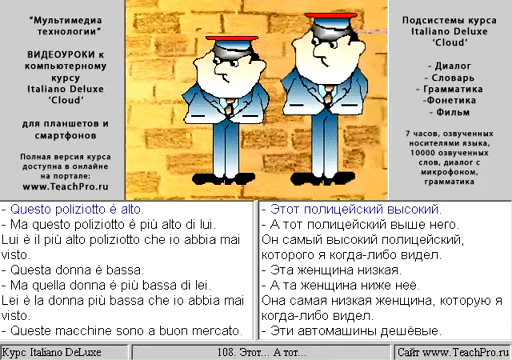 "Мультимедиа
технологии"
ВИДЕОУРОКИ к
компьютерному
курсу
Italiano Deluxe
'Cloud'
для планшетов и
смартфонов
Полная версия курса
доступна в онлайне
на портале:
www.TeachPro.ru
Подсистемы курса
Italiano Deluxe
'Cloud'
- Диалог
- Словарь
- Грамматика
-Фонетика
- Фильм
7 часов, озвученных
носителями языка,
10000 озвученных
слов, диалог с
микрофоном,
грамматика
- Questo poliziotto è alto.
- Ma questo poliziotto è più alto di lui.
Lui è il più alto poliziotto che io abbia mai
visto.
- Questa donna è bassa.
- Ma quella donna è più bassa di lei.
Lei è la donna più bassa che io abbia mai
visto.
- Queste macchine sono a buon mercato.
- Этот полицейский высокий.
- А тот полицейский выше него.
Он самый высокий полицейский,
которого я когда-либо видел.
- Эта женщина низкая.
- А та женщина ниже неё.
Она самая низкая женщина, которую я
когда-либо видел.
- Эти автомашины дешёвые.
Курс Italiano DeLuxe
108. Этот... А тот...
Сайт www.TeachPro.ru